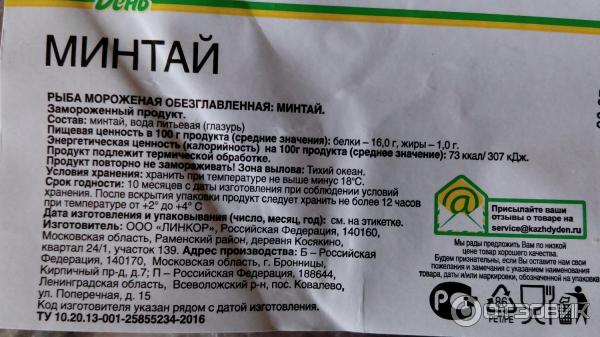 День
МИНТАЙ
РЫБА МОРОЖЕНАЯ ОБЕЗГЛАВЛЕННАЯ: МИНТАЙ.
Замороженный продукт.
Состав: минтай, вода питьевая (глазурь)
Пищевая ценность в 100 г продукта (средние значения): белки – 16,0 г, жиры – 1,0 г.
Энергетическая ценность (калорийность) на 100г продукта (среднее значение): 73 ккал/ 307 кДж.
Продукт подлежит термической обработке.
Продукт повторно не замораживать! Зона вылова: Тихий океан.
Условия хранения: хранить при температуре не выше минус 18°С.
Срок годности: 10 месяцев с даты изготовления при соблюдении условий
хранения. После вскрытия упаковки продукт следует хранить не более 12 часов
при температуре от +2° до +4° С
Дата изготовления и упаковывания (число, месяц, год): см. на этикетке.
Изготовитель: ООО «ЛИНКОР», Российская Федерация, 140160,
Московская область, Раменский район, деревня Косякино,
квартал 24/1, участок 139. Адрес производства: Б – Российская
Федерация, 140170, Московская область, г. Бронницы,
Кирпичный пр-д, д.7; П – Российская Федерация, 188644,
Ленинградская область, Всеволожский р-н, пос. Ковалево,
ул. Поперечная, д. 15
Код изготовителя указан рядом с датой изготовления.
ТУ 10.20.13-001-25855234-2016
Присылайте ваши
отзывы о товаре на
service@kazhdyden.ru
Мы рады предложить Вам по низкой
цене товар хорошего качества.
Будем признательны, если Вы оставите нам свои
пожелания и замечания с указанием наименования
товара, даты изготовления и/или номера партии.